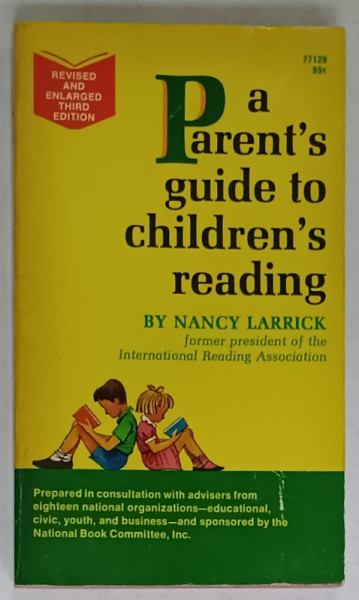 77129
95¢
REVISED
AND
ENLARGED
THIRD
EDITION
a
Parent's
guide to
children's
reading
BY NANCY LARRICK
former president of the
International Reading Association
Prepared in consultation with advisers from
eighteen national organizations—educational,
civic, youth, and business—and sponsored by the
National Book Committee, Inc.